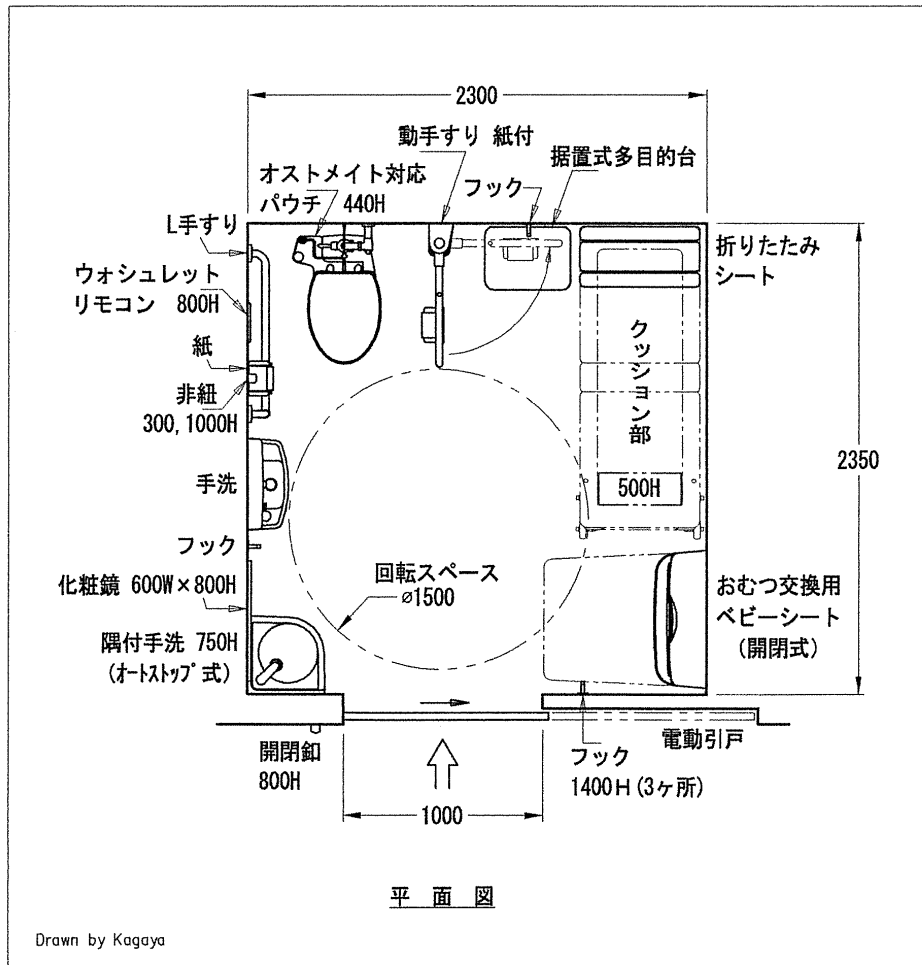 2300
動手すり 紙付
据置式多目的台
オストメイト対応
パウチ 440H
フック
L手すり
折りたたみ
シート
ウォシュレット
リモコン 800H
クッション部
紙
非紐
300,1000H
2350
手洗
500H
フック
化粧鏡 600W×800H
回転スペース
ø1500
おむつ交換用
ベビーシート
(開閉式)
隅付手洗 750H
(オートストップ式)
電動引戸
開閉釦
800H
フック
1400H (3ヶ所)
1000
平 面 図
Drawn by Kagaya